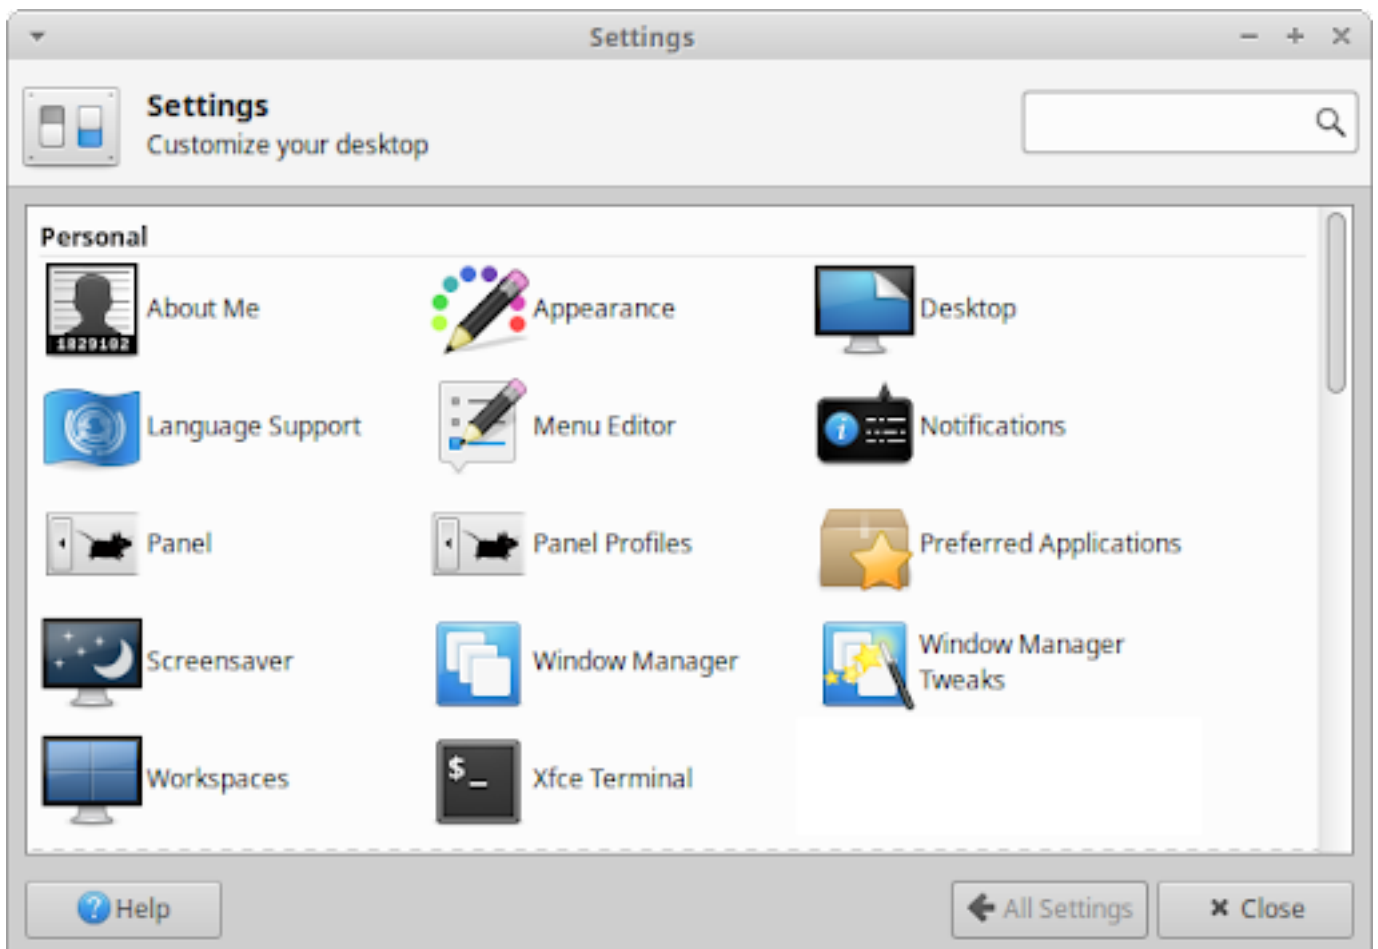 Settings
Settings
Customize your desktop
Personal
About Me
1829102
Appearance
Desktop
Language Support
Menu Editor
i
Notifications
Panel
Panel Profiles
Preferred Applications
Screensaver
Window Manager
Window Manager
Tweaks
Workspaces
$_
Xfce Terminal
? Help
All Settings
Close